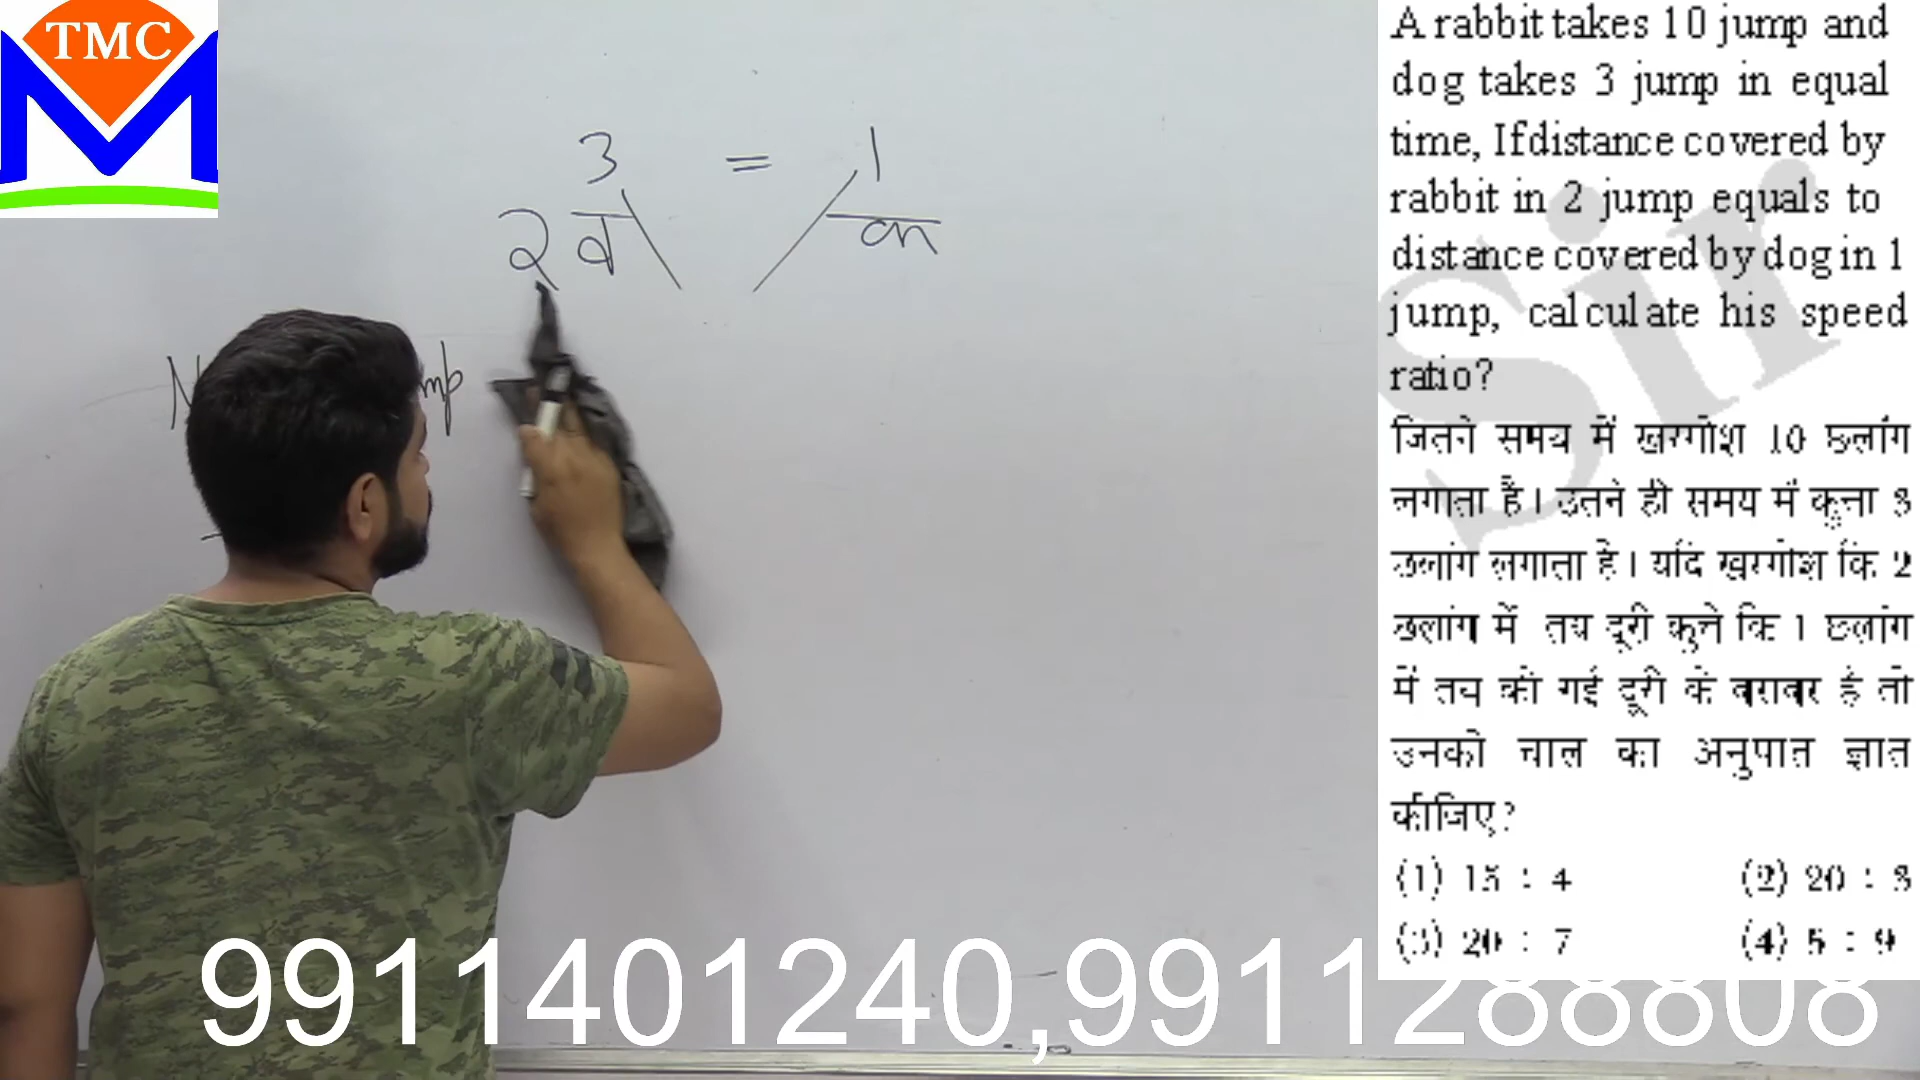 TMC
3 = 1
2
mp
A rabbit takes 10 jump and
dog takes 3 jump in equal
time, If distance covered by
rabbit in 2 jump equals to
distance covered by dog in 1
jump, calculate his speed
ratio?
जितने समय में खरगोश 10 छलांग
लगाता है। उतने ही समय में कुत्ता 3
छलांग लगाता है। यदि खरगोश कि 2
छलांग में तय दूरी कुत्ते कि 1 छलांग
में तय की गई दूरी के बराबर है तो
उनकी चाल का अनुपात ज्ञात
कीजिए?
(1) 15 : 4 (2) 20 : 3
(3) 20 : 7 (4) 5 : 9
Sir
9911401240,9911288808